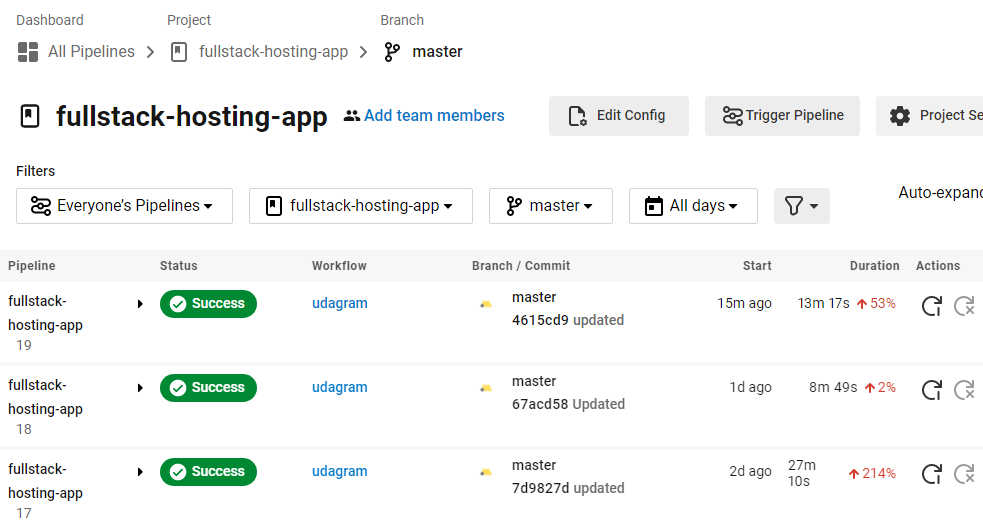 Dashboard Project Branch
All Pipelines fullstack-hosting-app master
fullstack-hosting-app Add team members Edit Config Trigger Pipeline Project Se
Filters
Everyone's Pipelines fullstack-hosting-app master All days Auto-expand
Pipeline Status Workflow Branch / Commit Start Duration Actions
fullstack-
hosting-app
19
Success udagram master
4615cd9 updated
15m ago 13m 17s 53%
fullstack-
hosting-app
18
Success udagram master
67acd58 Updated
1d ago 8m 49s 2%
fullstack-
hosting-app
17
Success udagram master
7d9827d updated
2d ago 27m
10s
214%